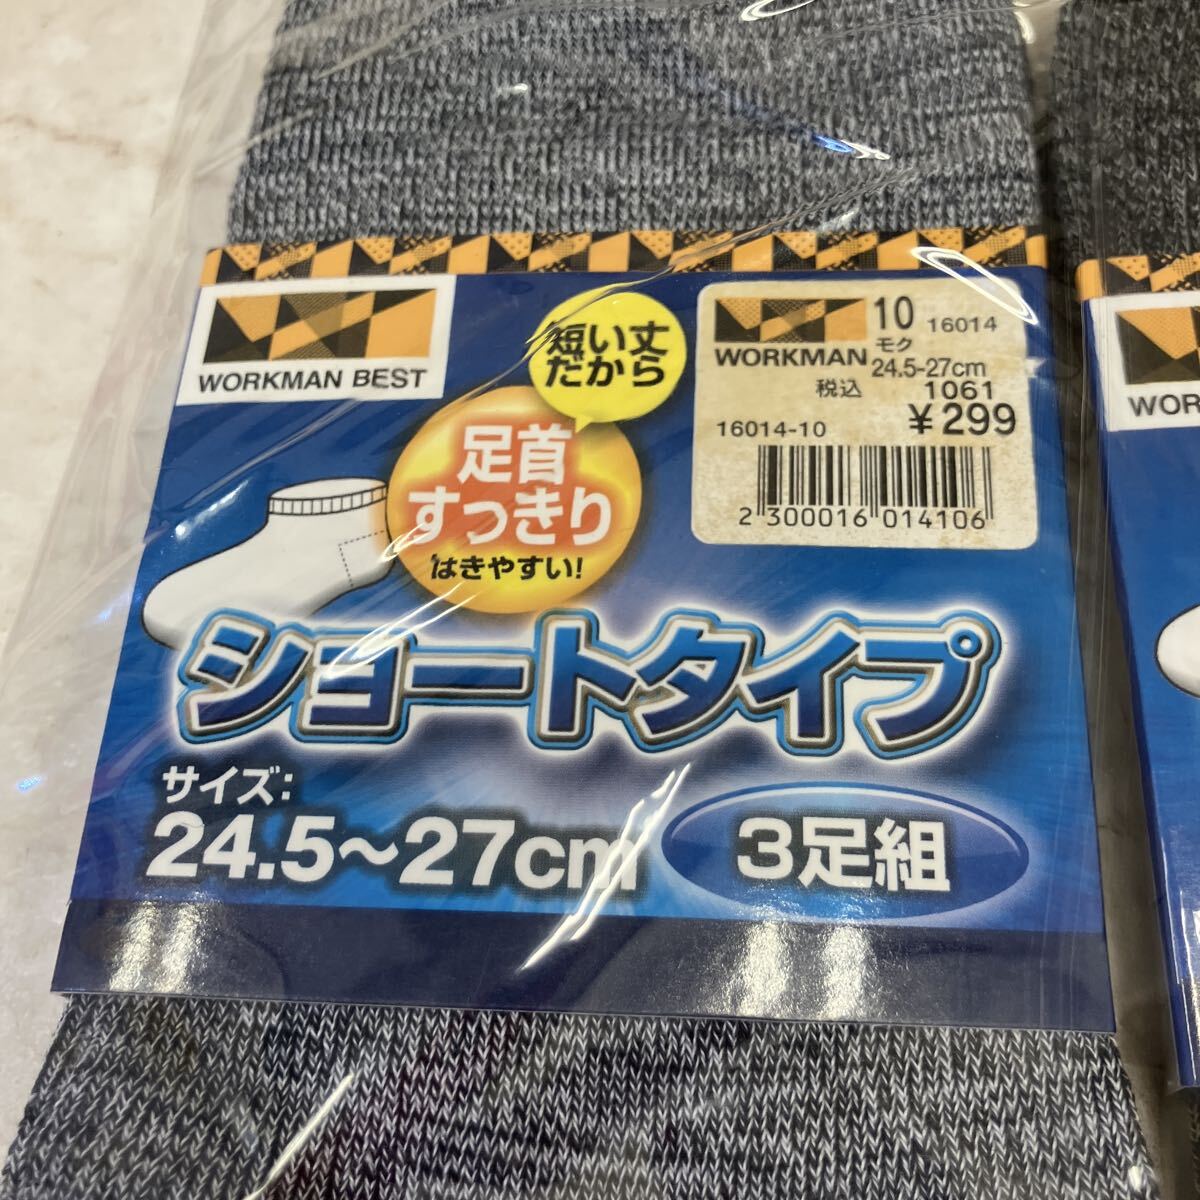 WORKMAN BEST
短い丈
だから
足首
すっきり
はきやすい!
WORKMAN
10 16014
モク
24.5-27cm
税込 1061
¥299
16014-10
2 300016 014106
ショートタイプ
サイズ:
24.5～27cm
3足組
WOR